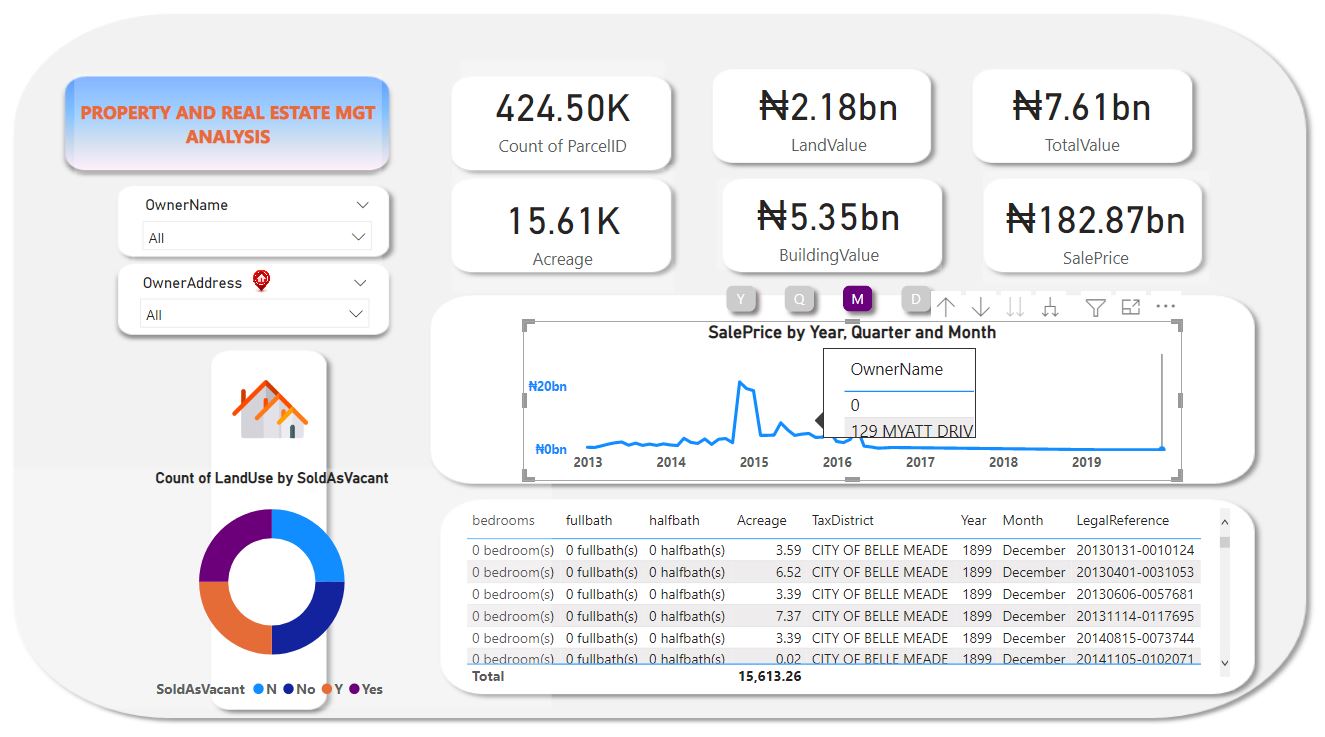 PROPERTY AND REAL ESTATE MGT
ANALYSIS
OwnerName
All
OwnerAddress
All
424.50K
Count of ParcelID
₦2.18bn
LandValue
₦7.61bn
TotalValue
15.61K
Acreage
₦5.35bn
BuildingValue
₦182.87bn
SalePrice
Y Q M D
SalePrice by Year, Quarter and Month
₦20bn
₦0bn
OwnerName
0
129 MYATT DRIV
2013 2014 2015 2016 2017 2018 2019
Count of LandUse by SoldAsVacant
SoldAsVacant N No Y Yes
bedrooms fullbath halfbath Acreage TaxDistrict Year Month LegalReference
0 bedroom(s) 0 fullbath(s) 0 halfbath(s) 3.59 CITY OF BELLE MEADE 1899 December 20130131-0010124
0 bedroom(s) 0 fullbath(s) 0 halfbath(s) 6.52 CITY OF BELLE MEADE 1899 December 20130401-0031053
0 bedroom(s) 0 fullbath(s) 0 halfbath(s) 3.39 CITY OF BELLE MEADE 1899 December 20130606-0057681
0 bedroom(s) 0 fullbath(s) 0 halfbath(s) 7.37 CITY OF BELLE MEADE 1899 December 20131114-0117695
0 bedroom(s) 0 fullbath(s) 0 halfbath(s) 3.39 CITY OF BELLE MEADE 1899 December 20140815-0073744
0 bedroom(s) 0 fullbath(s) 0 halfbath(s) 0.02 CITY OF BELLE MEADE 1899 December 20141105-0102071
Total 15,613.26